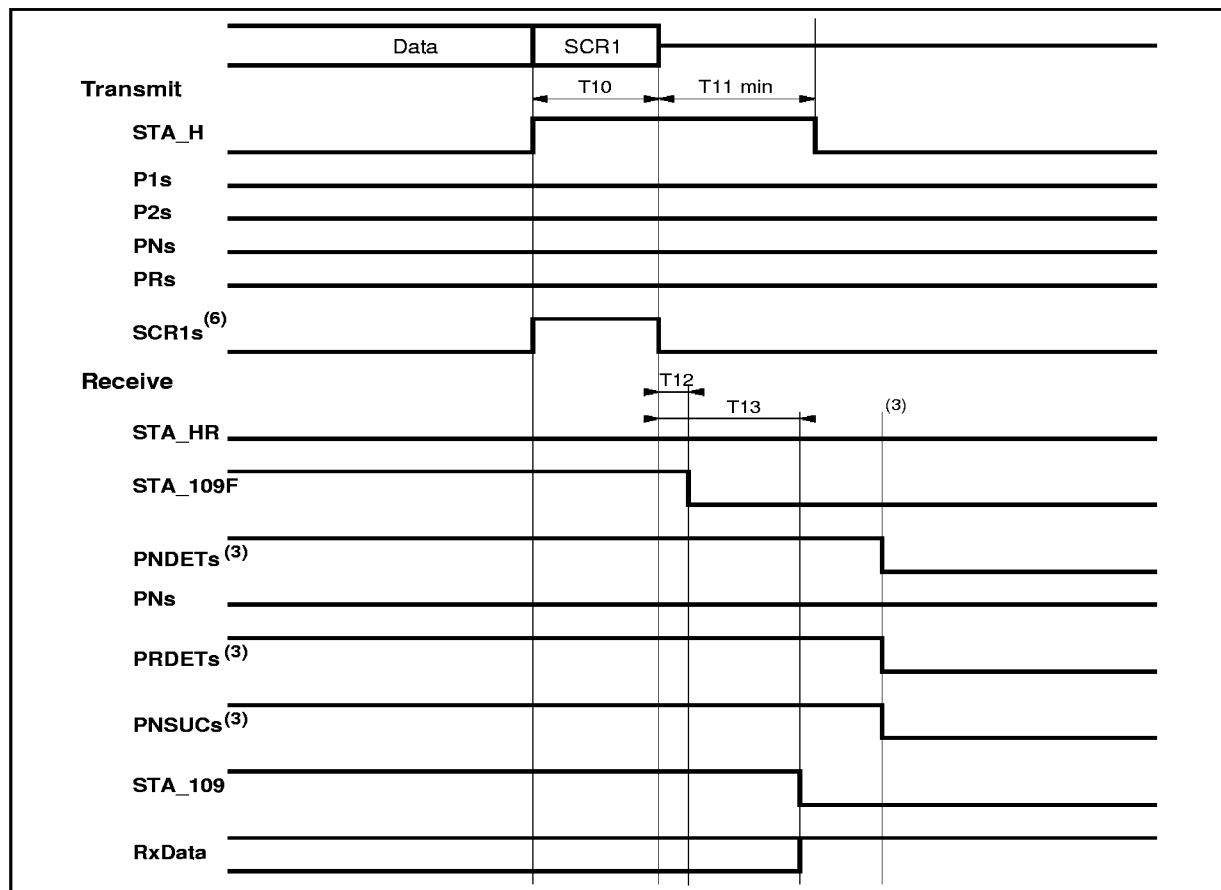 Data SCR1
Transmit T10 T11 min
STA_H
P1s
P2s
PNs
PRs
SCR1s(6)
Receive T12
T13 (3)
STA_HR
STA_109F
PNDETs(3)
PNs
PRDETs(3)
PNSUCs(3)
STA_109
RxData